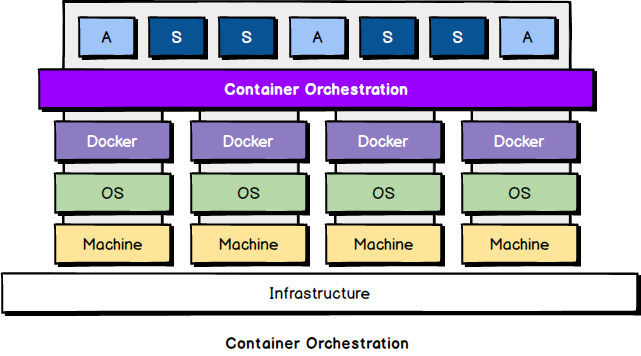 A S S A S S A
Container Orchestration
Docker Docker Docker Docker
OS OS OS OS
Machine Machine Machine Machine
Infrastructure
Container Orchestration